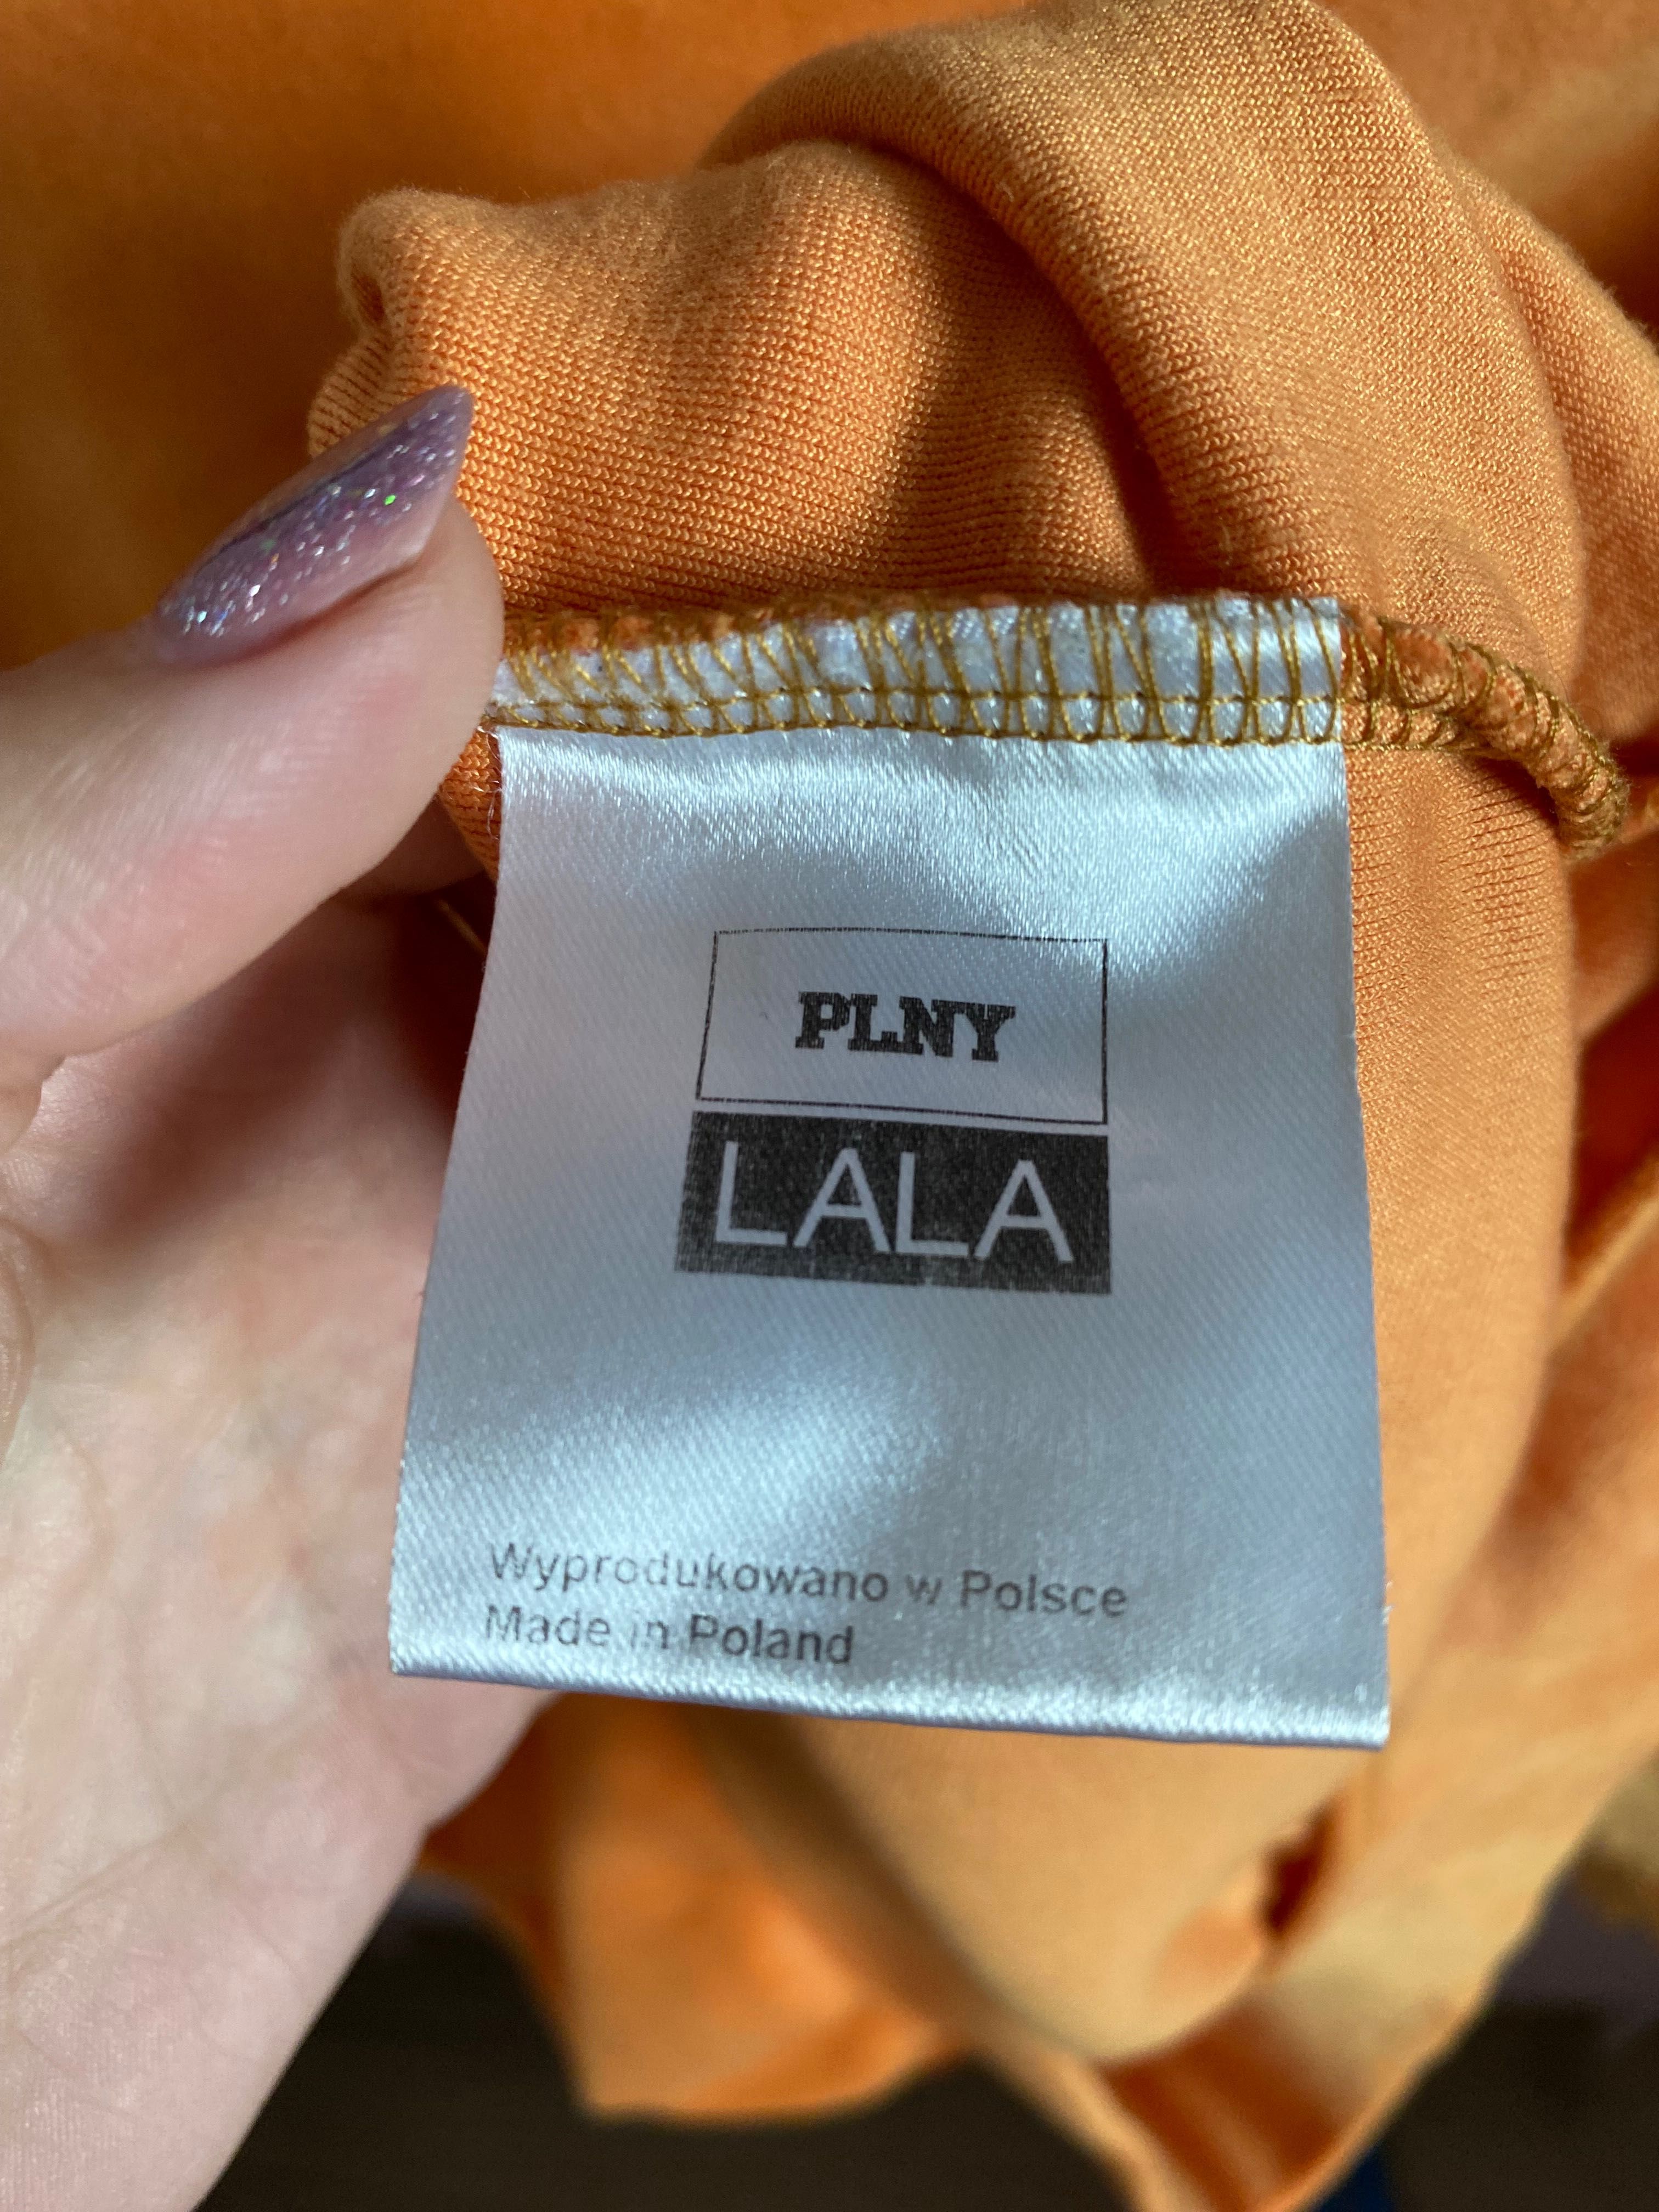 PLNY
LALA
Wyprodukowano w Polsce
Made in Poland